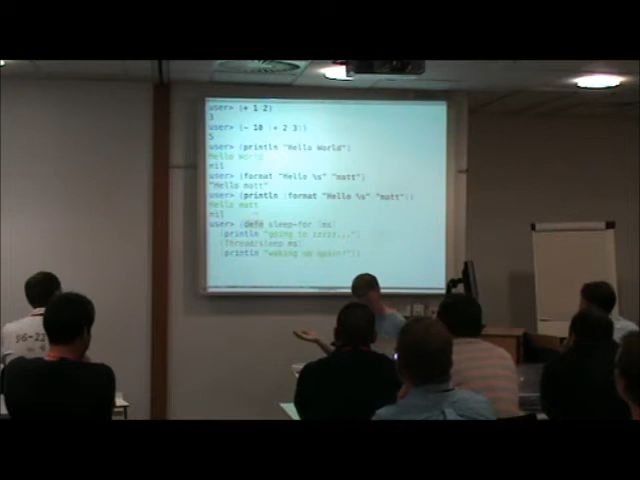 user> (+ 1 2)
3
user> (- 10 (+ 2 3))
5
user> (println "Hello World")
Hello World
nil
user> (format "Hello %s" "matt")
"Hello matt"
user> (println (format "Hello %s" "matt"))
Hello matt
nil
user> (defn sleep-for [ms]
(println "going to zzzzz...")
(Thread/sleep ms)
(println "waking up again!"))
96-22